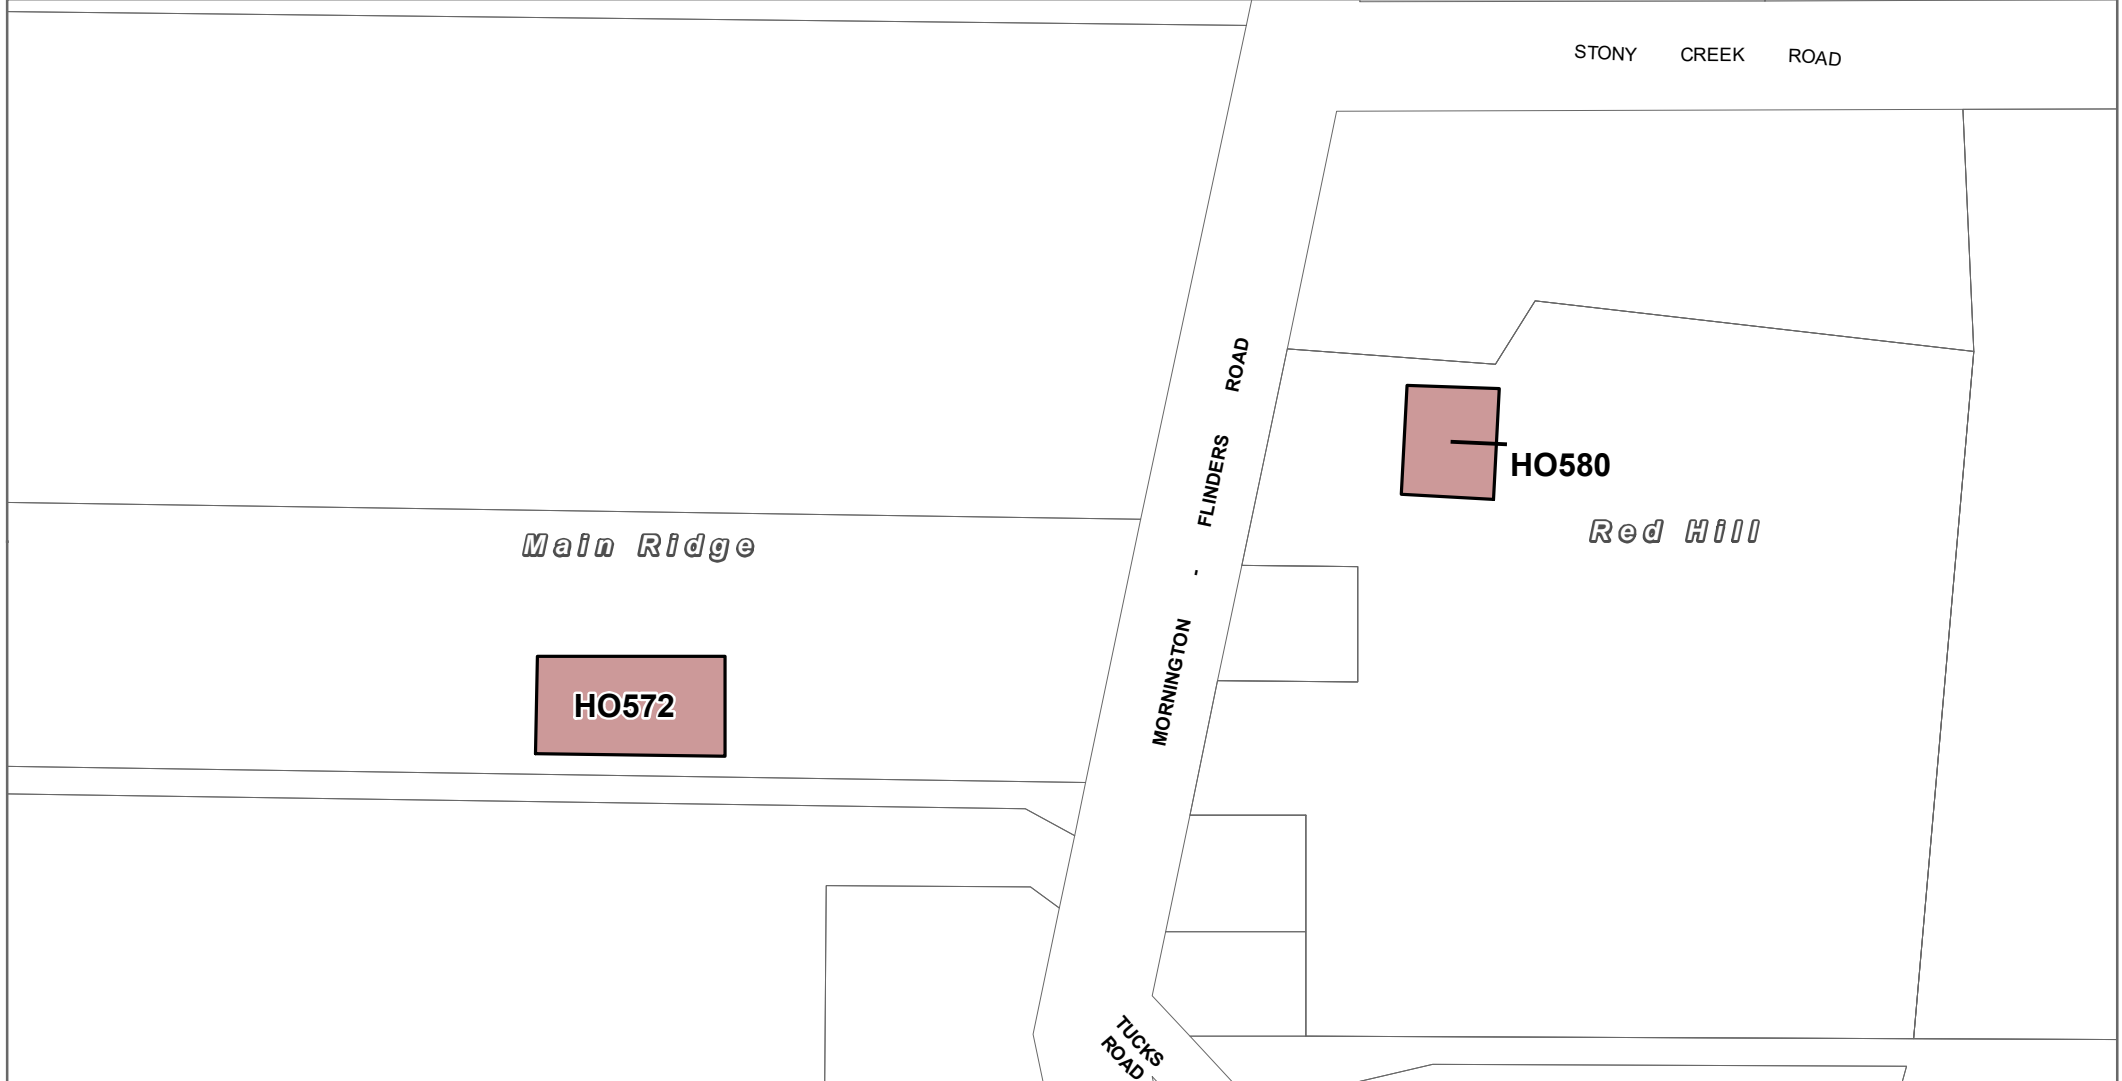 STONY CREEK ROAD
MORNINGTON - FLINDERS ROAD
HO580
Red Hill
Main Ridge
HO572
TUCKS
ROAD